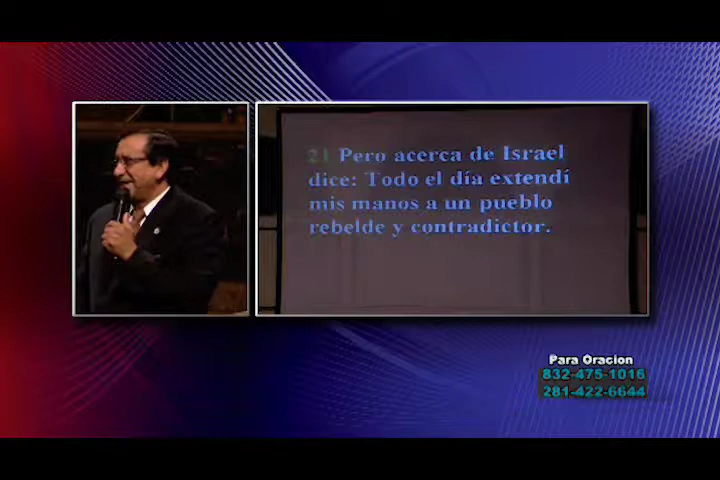 21 Pero acerca de Israel
dice: Todo el día extendí
mis manos a un pueblo
rebelde y contradictor.
Para Oracion
832-475-1016
281-422-6644